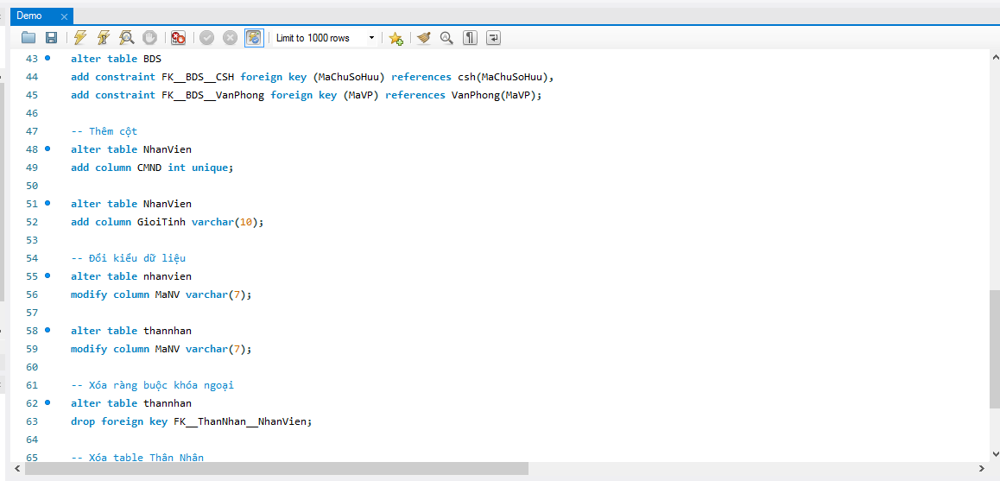 Demo
Limit to 1000 rows
43 alter table BDS
44 add constraint FK__BDS__CSH foreign key (MaChuSoHuu) references csh(MaChuSoHuu),
45 add constraint FK__BDS__VanPhong foreign key (MaVP) references VanPhong(MaVP);
46
47 -- Thêm cột
48 alter table NhanVien
49 add column CMND int unique;
50
51 alter table NhanVien
52 add column GioiTinh varchar(10);
53
54 -- Đổi kiểu dữ liệu
55 alter table nhanvien
56 modify column MaNV varchar(7);
57
58 alter table thannhan
59 modify column MaNV varchar(7);
60
61 -- Xóa ràng buộc khóa ngoại
62 alter table thannhan
63 drop foreign key FK__ThanNhan__NhanVien;
64
65 -- Xóa table Thân Nhân